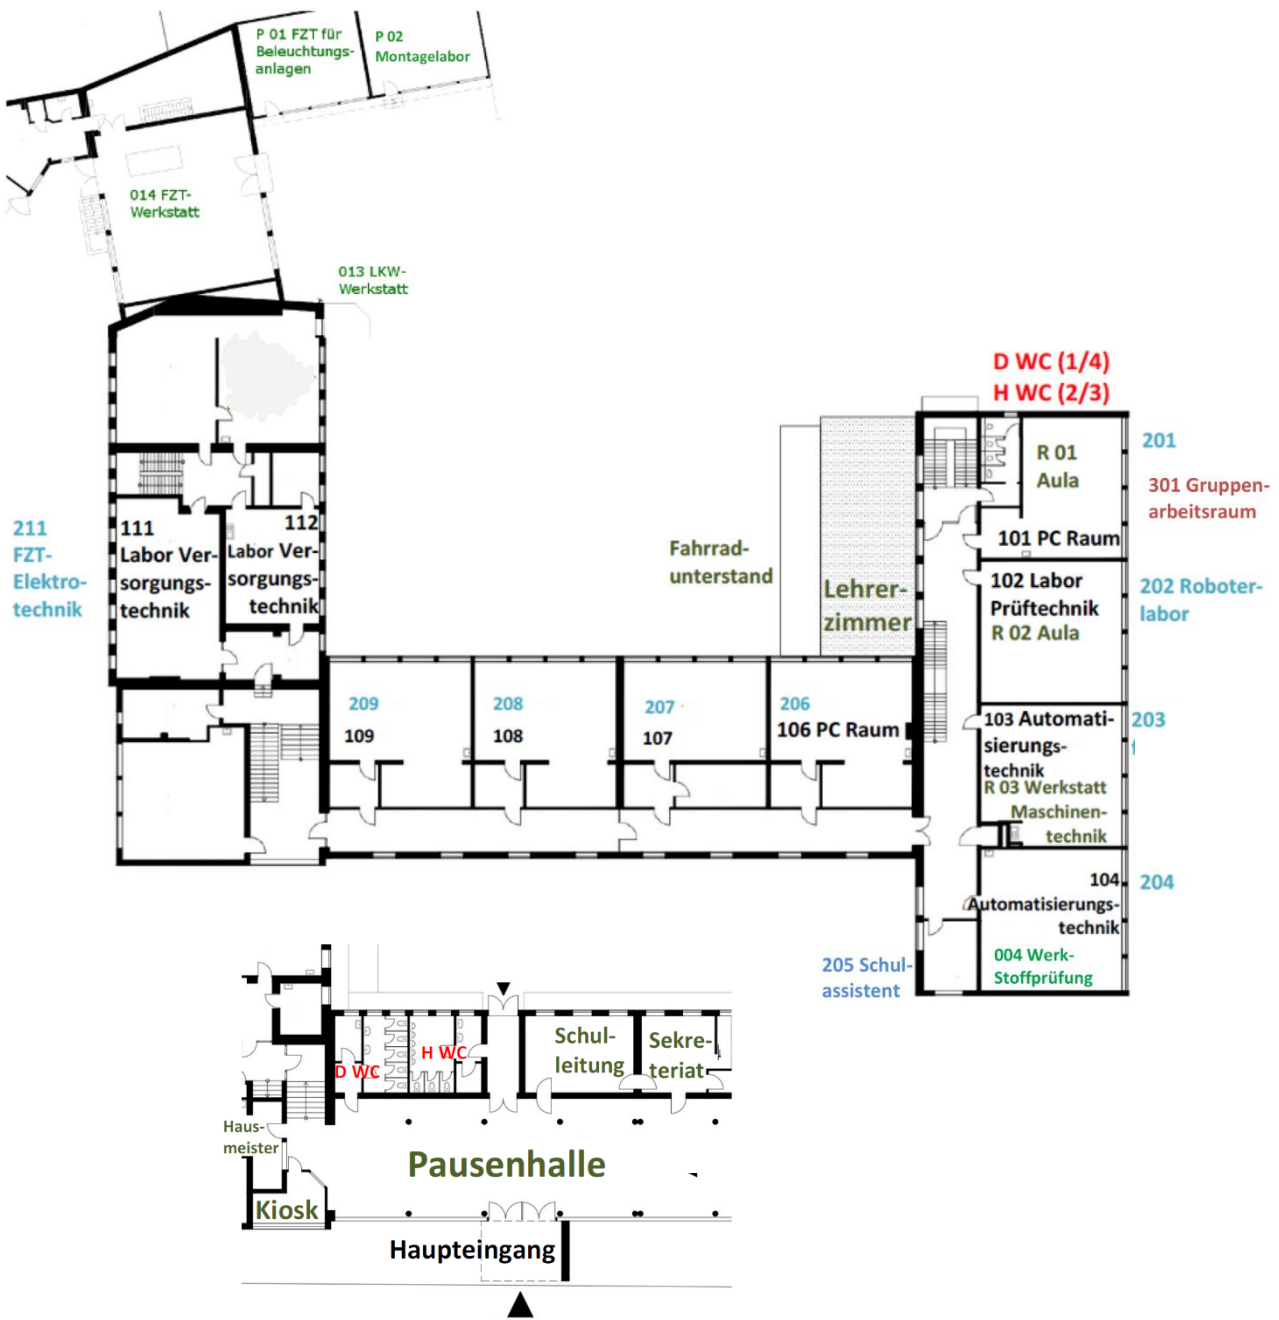 P 01 FZT für
Beleuchtungs-
anlagen
P 02
Montagelabor
014 FZT-
Werkstatt
013 LKW-
Werkstatt
D WC (1/4)
H WC (2/3)
R 01
Aula
201
301 Gruppen-
arbeitsraum
101 PC Raum
211
FZT-
Elektro-
technik
111
Labor Ver-
sorgungs-
technik
112
Labor Ver-
sorgungs-
technik
Fahrrad-
unterstand
Lehrer-
zimmer
102 Labor
Prüftechnik
R 02 Aula
202 Roboter-
labor
209
109
208
108
207
107
206
106 PC Raum
103 Automati-
sierungs-
technik
R 03 Werkstatt
Maschinen-
technik
203
104
Automatisierungs-
technik
204
004 Werk-
Stoffprüfung
205 Schul-
assistent
D WC
H WC
Schul-
leitung
Sekre-
teriat
Haus-
meister
Pausenhalle
Kiosk
Haupteingang